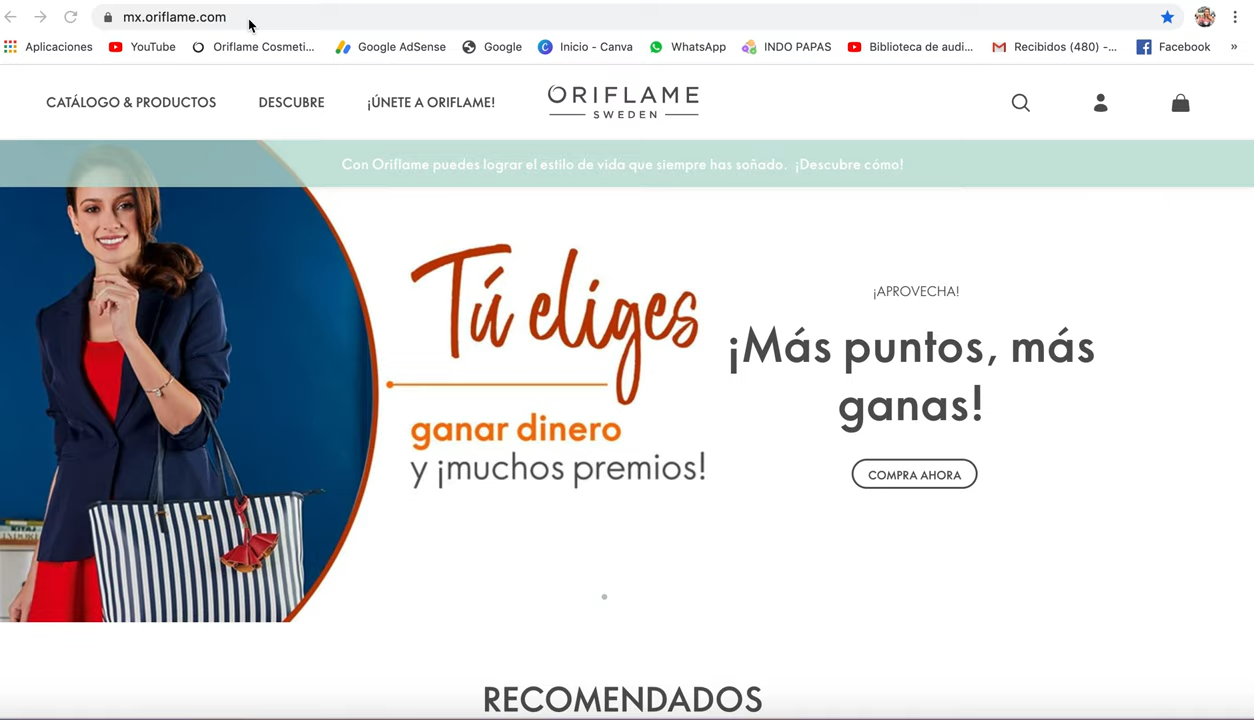 mx.oriflame.com
Aplicaciones YouTube Oriflame Cosmeti... Google AdSense Google Inicio - Canva WhatsApp INDO PAPAS Biblioteca de audi... Recibidos (480) -... Facebook »
CATÁLOGO & PRODUCTOS DESCUBRE ¡ÚNETE A ORIFLAME!
ORIFLAME
SWEDEN
Con Oriflame puedes lograr el estilo de vida que siempre has soñado. ¡Descubre cómo!
Tú eliges
ganar dinero
y ¡muchos premios!
¡APROVECHA!
¡Más puntos, más
ganas!
COMPRA AHORA
RECOMENDADOS